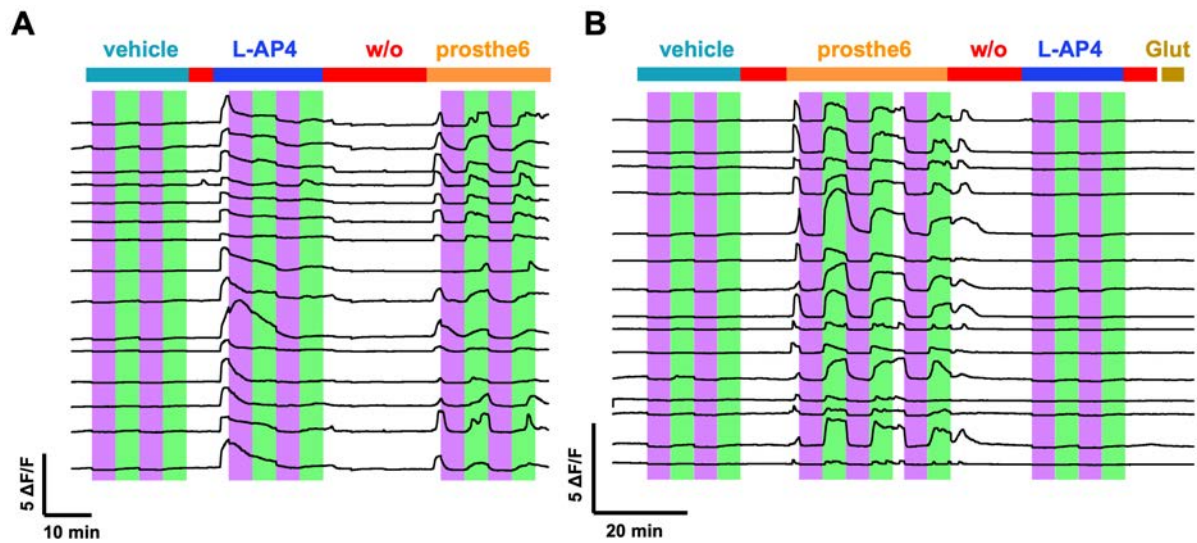 A
vehicle L-AP4 w/o prosthe6
5 ΔF/F
10 min
B
vehicle prosthe6 w/o L-AP4 Glut
5 ΔF/F
20 min